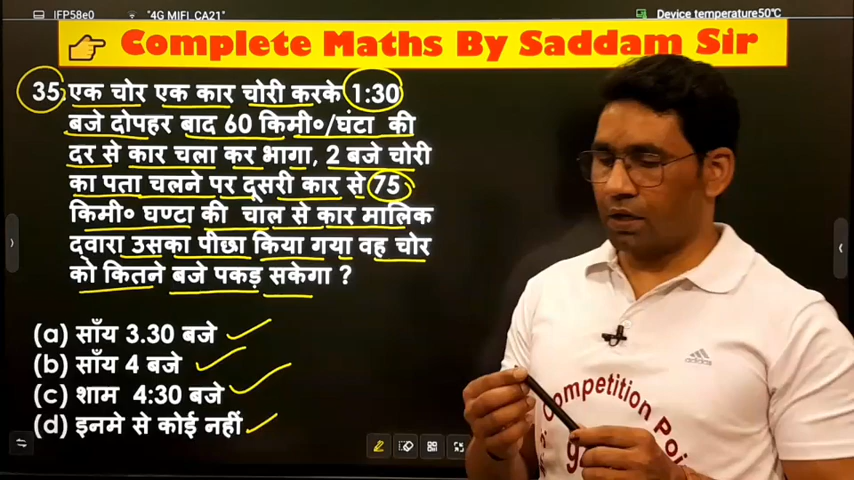 IFP58e0 "4G MIFI_CA21" Device temperature50℃
Complete Maths By Saddam Sir
35. एक चोर एक कार चोरी करके 1:30
बजे दोपहर बाद 60 किमी०/घंटा की
दर से कार चला कर भागा, 2 बजे चोरी
का पता चलने पर दूसरी कार से 75
किमी० घण्टा की चाल से कार मालिक
द्वारा उसका पीछा किया गया वह चोर
को कितने बजे पकड़ सकेगा ?
(a) साँय 3.30 बजे
(b) साँय 4 बजे
(c) शाम 4:30 बजे
(d) इनमे से कोई नहीं
adidas
Competition